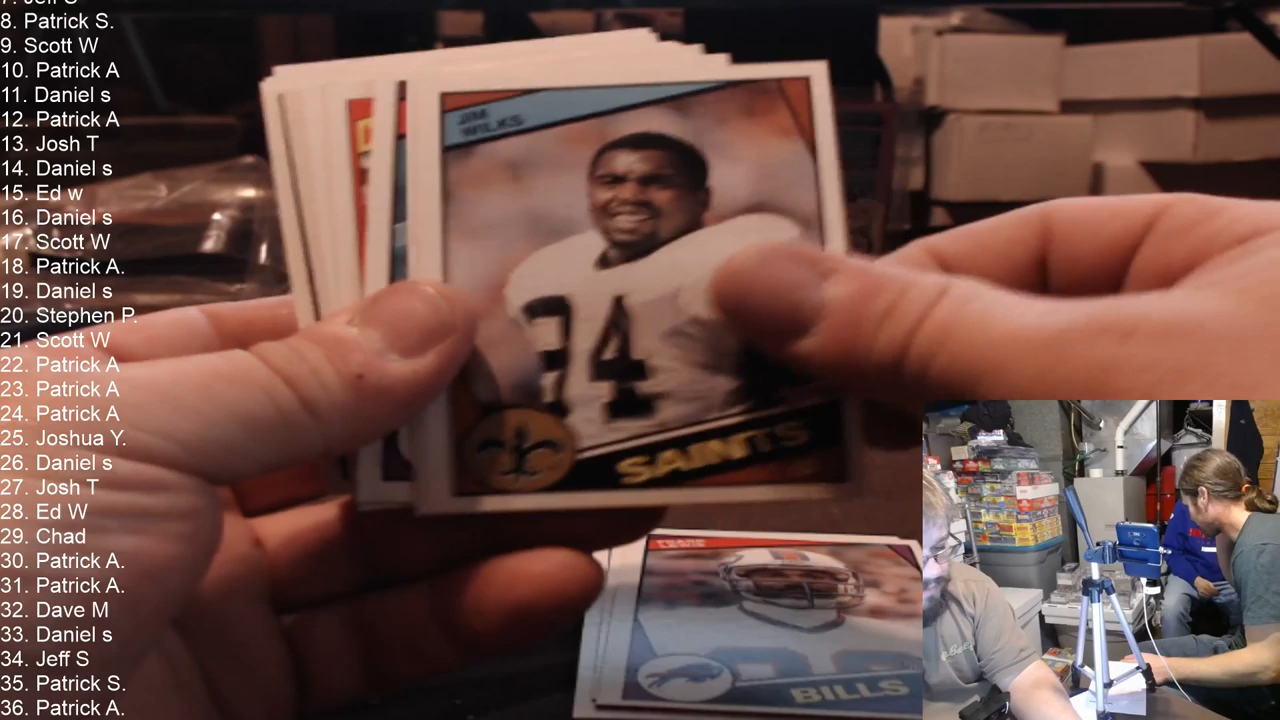 8. Patrick S.
9. Scott W
10. Patrick A
11. Daniel s
12. Patrick A
13. Josh T
14. Daniel s
15. Ed w
16. Daniel s
17. Scott W
18. Patrick A.
19. Daniel s
20. Stephen P.
21. Scott W
22. Patrick A
23. Patrick A
24. Patrick A
25. Joshua Y.
26. Daniel s
27. Josh T
28. Ed W
29. Chad
30. Patrick A.
31. Patrick A.
32. Dave M
33. Daniel s
34. Jeff S
35. Patrick S.
36. Patrick A.
JIM
WILKS
94
SAINTS
BILLS